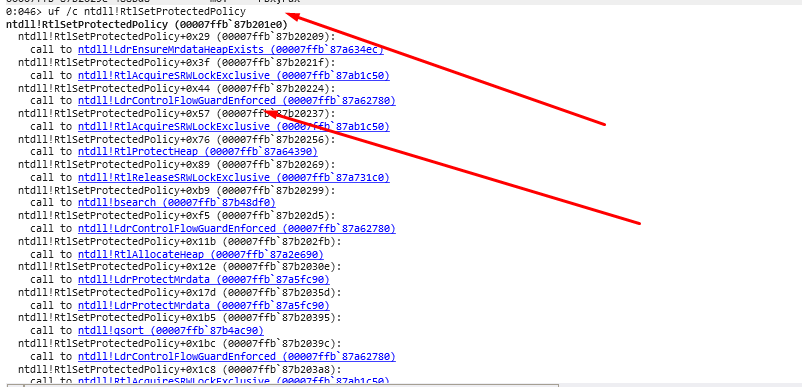 0:046> uf /c ntdll!RtlSetProtectedPolicy
ntdll!RtlSetProtectedPolicy (00007ffb`87b201e0)
ntdll!RtlSetProtectedPolicy+0x29 (00007ffb`87b20209):
call to ntdll!LdrEnsureMrdataHeapExists (00007ffb`87a634ec)
ntdll!RtlSetProtectedPolicy+0x3f (00007ffb`87b2021f):
call to ntdll!RtlAcquireSRWLockExclusive (00007ffb`87ab1c50)
ntdll!RtlSetProtectedPolicy+0x44 (00007ffb`87b20224):
call to ntdll!LdrControlFlowGuardEnforced (00007ffb`87a62780)
ntdll!RtlSetProtectedPolicy+0x57 (00007ffb`87b20237):
call to ntdll!RtlAcquireSRWLockExclusive (00007ffb`87ab1c50)
ntdll!RtlSetProtectedPolicy+0x76 (00007ffb`87b20256):
call to ntdll!RtlProtectHeap (00007ffb`87a64390)
ntdll!RtlSetProtectedPolicy+0x89 (00007ffb`87b20269):
call to ntdll!RtlReleaseSRWLockExclusive (00007ffb`87a731c0)
ntdll!RtlSetProtectedPolicy+0xb9 (00007ffb`87b20299):
call to ntdll!bsearch (00007ffb`87b48df0)
ntdll!RtlSetProtectedPolicy+0xf5 (00007ffb`87b202d5):
call to ntdll!LdrControlFlowGuardEnforced (00007ffb`87a62780)
ntdll!RtlSetProtectedPolicy+0x11b (00007ffb`87b202fb):
call to ntdll!RtlAllocateHeap (00007ffb`87a2e690)
ntdll!RtlSetProtectedPolicy+0x12e (00007ffb`87b2030e):
call to ntdll!LdrProtectMrdata (00007ffb`87a5fc90)
ntdll!RtlSetProtectedPolicy+0x17d (00007ffb`87b2035d):
call to ntdll!LdrProtectMrdata (00007ffb`87a5fc90)
ntdll!RtlSetProtectedPolicy+0x1b5 (00007ffb`87b20395):
call to ntdll!qsort (00007ffb`87b4ac90)
ntdll!RtlSetProtectedPolicy+0x1bc (00007ffb`87b2039c):
call to ntdll!LdrControlFlowGuardEnforced (00007ffb`87a62780)
ntdll!RtlSetProtectedPolicy+0x1c8 (00007ffb`87b203a8):
call to ntdll!RtlAcquireSRWLockExclusive (00007ffb`87ab1c50)